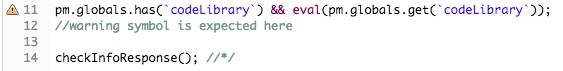 11 pm.globals.has(`codeLibrary`) && eval(pm.globals.get(`codeLibrary`));
12 //warning symbol is expected here
13
14 checkInfoResponse(); //*/